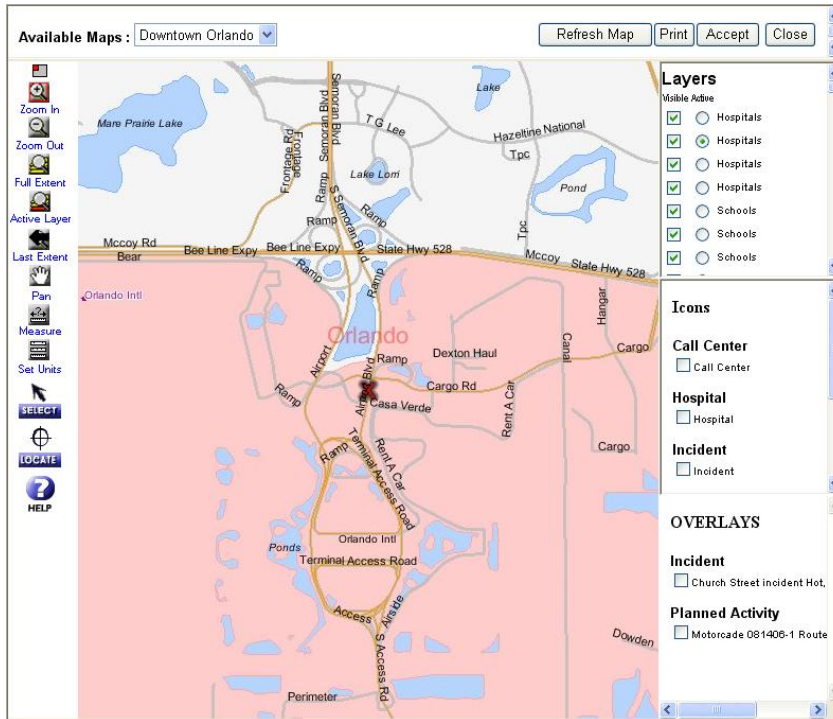 Available Maps : Downtown Orlando
Refresh Map Print Accept Close
Zoom In
Zoom Out
Full Extent
Active Layer
Last Extent
Pan
Measure
Set Units
SELECT
LOCATE
HELP
Semoran Blvd
Semoran Blvd
T G Lee
Lake
Hazeltine National
Mare Prairie Lake
Frontage Rd
Frontage
Tpc
Lake Lorri
Pond
Ramp
S Semoran Blvd
Ramp
Ramp
Tpc
Mccoy Rd
Bee Line Expy
Bee Line Expy
State Hwy 528
Mccoy
State Hwy 528
Bear
Ramp
Ramp
Orlando Intl
Orlando
Hangar
Canal
Airport
Ramp
Dexton Haul
Cargo
Cargo Rd
Ramp
Casa Verde
Rent A Car
Rent A Car
Cargo
Ramp
Terminal Access Road
Orlando Intl
Ponds
Terminal Access Road
Access
Airside
S Access Rd
Dowden
Perimeter
Layers
Visible Active
Hospitals
Hospitals
Hospitals
Hospitals
Schools
Schools
Schools
Icons
Call Center
Call Center
Hospital
Hospital
Incident
Incident
OVERLAYS
Incident
Church Street incident Hot,
Planned Activity
Motorcade 081406-1 Route